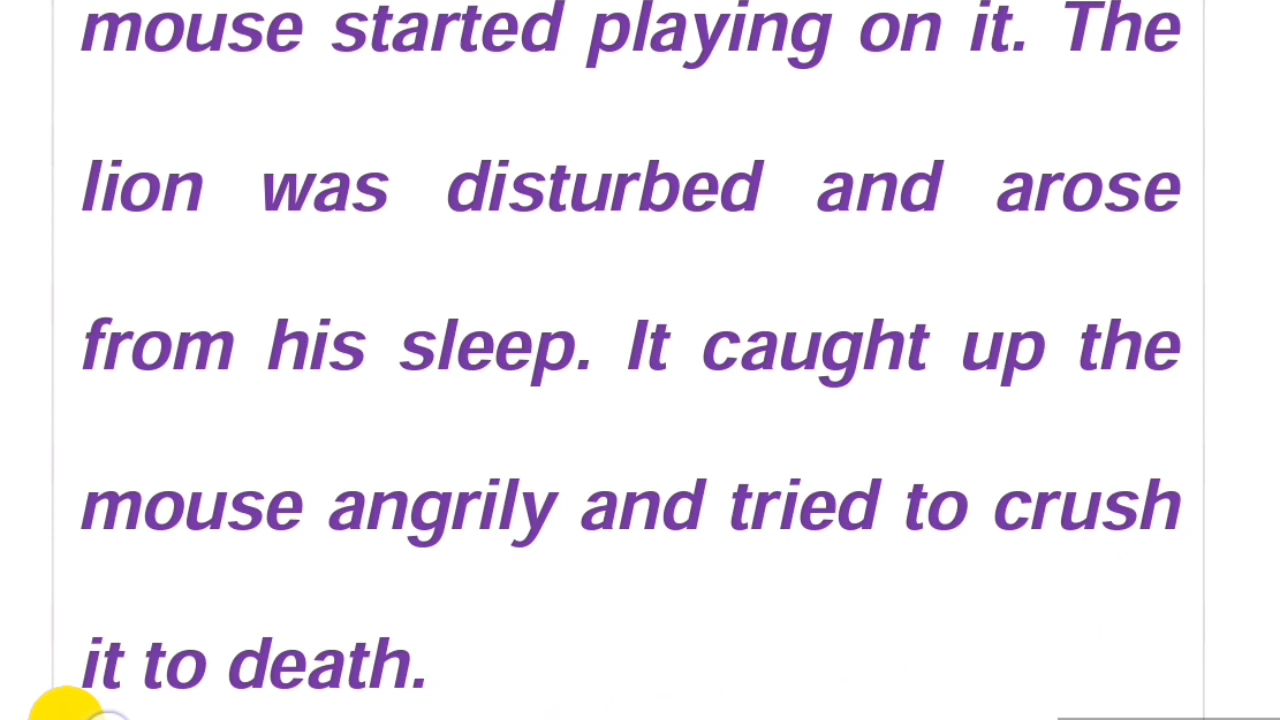 mouse started playing on it. The
lion was disturbed and arose
from his sleep. It caught up the
mouse angrily and tried to crush
it to death.